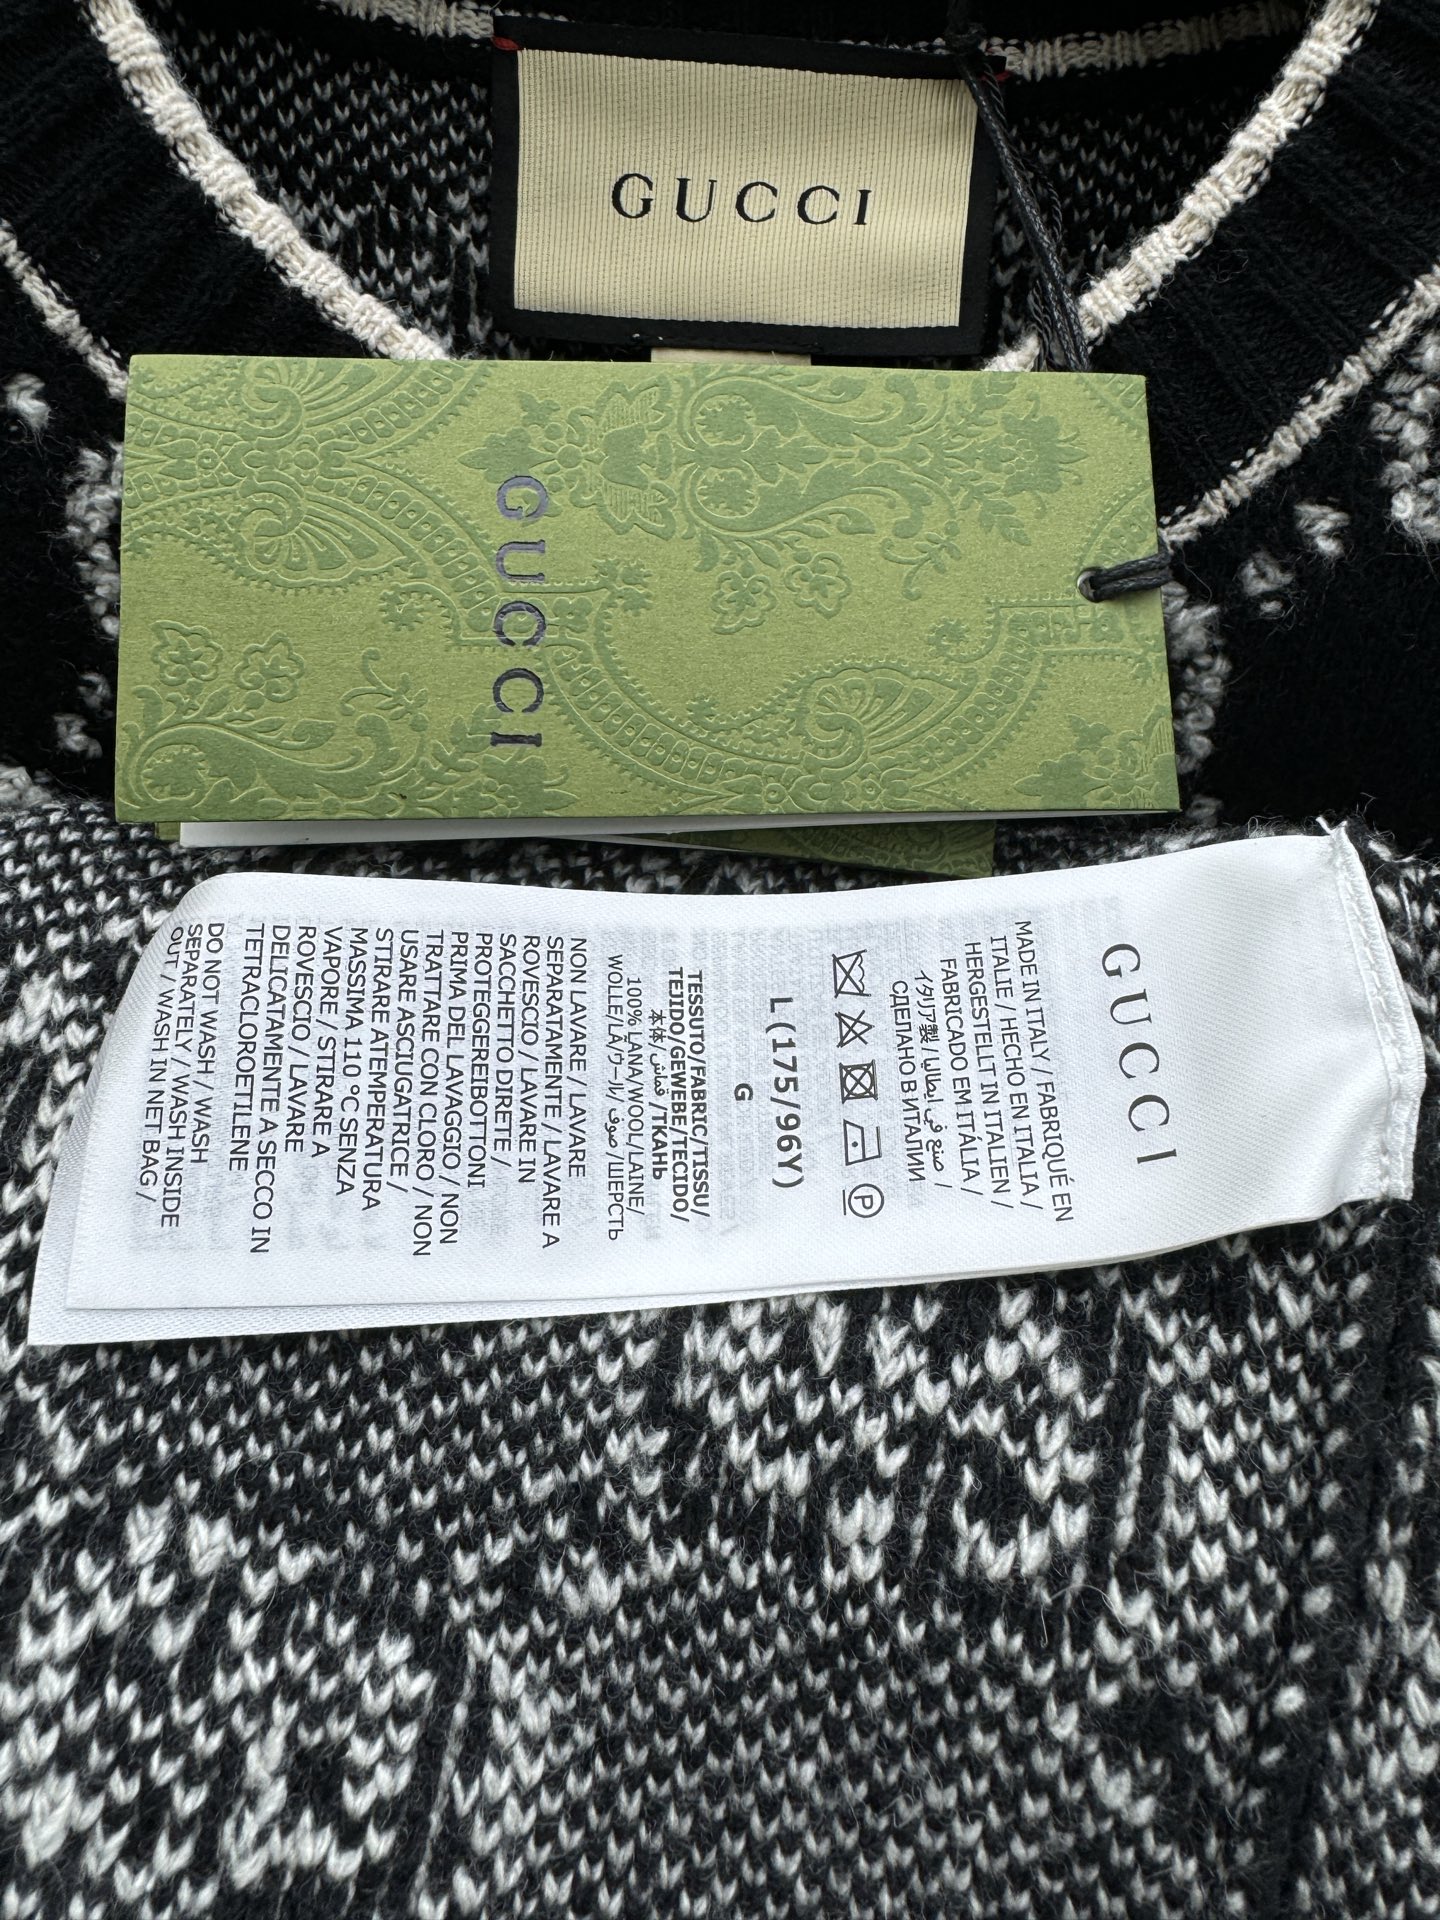 GUCCI
GUCCI
GUCCI
MADE IN ITALY / FABRIQUÉ EN
ITALIE / HECHO EN ITALIA /
HERGESTELLT IN ITALIEN /
FABRICADO EM ITÁLIA /
イタリア製 / صنع في إيطاليا /
СДЕЛАНО В ИТАЛИИ
P
L (175/96Y)
G
TESSUTO/FABRIC/TISSU/
TEJIDO/GEWEBE/TECIDO/
本体/ قماش /ТКАНЬ
100% LANA/WOOL/LAINE/
WOLLE/LÃ/ウール/ صوف /ШЕРСТЬ
NON LAVARE / LAVARE
SEPARATAMENTE / LAVARE A
ROVESCIO / LAVARE IN
SACCHETTO DI RETE /
PROTEGGERE I BOTTONI
PRIMA DEL LAVAGGIO / NON
TRATTARE CON CLORO / NON
USARE ASCIUGATRICE /
STIRARE A TEMPERATURA
MASSIMA 110 °C SENZA
VAPORE / STIRARE A
ROVESCIO / LAVARE
DELICATAMENTE A SECCO IN
TETRACLOROETILENE
DO NOT WASH / WASH
SEPARATELY / WASH INSIDE
OUT / WASH IN NET BAG /